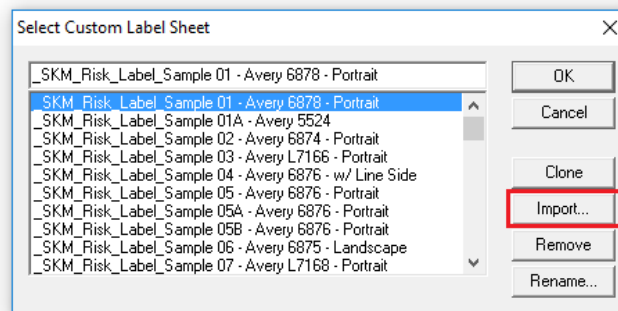 Select Custom Label Sheet
_SKM_Risk_Label_Sample 01 - Avery 6878 - Portrait
_SKM_Risk_Label_Sample 01 - Avery 6878 - Portrait
_SKM_Risk_Label_Sample 01A - Avery 5524
_SKM_Risk_Label_Sample 02 - Avery 6874 - Portrait
_SKM_Risk_Label_Sample 03 - Avery L7166 - Portrait
_SKM_Risk_Label_Sample 04 - Avery 6876 - w/ Line Side
_SKM_Risk_Label_Sample 05 - Avery 6876 - Portrait
_SKM_Risk_Label_Sample 05A - Avery 6876 - Portrait
_SKM_Risk_Label_Sample 05B - Avery 6876 - Portrait
_SKM_Risk_Label_Sample 06 - Avery 6875 - Landscape
_SKM_Risk_Label_Sample 07 - Avery L7168 - Portrait
OK
Cancel
Clone
Import...
Remove
Rename...